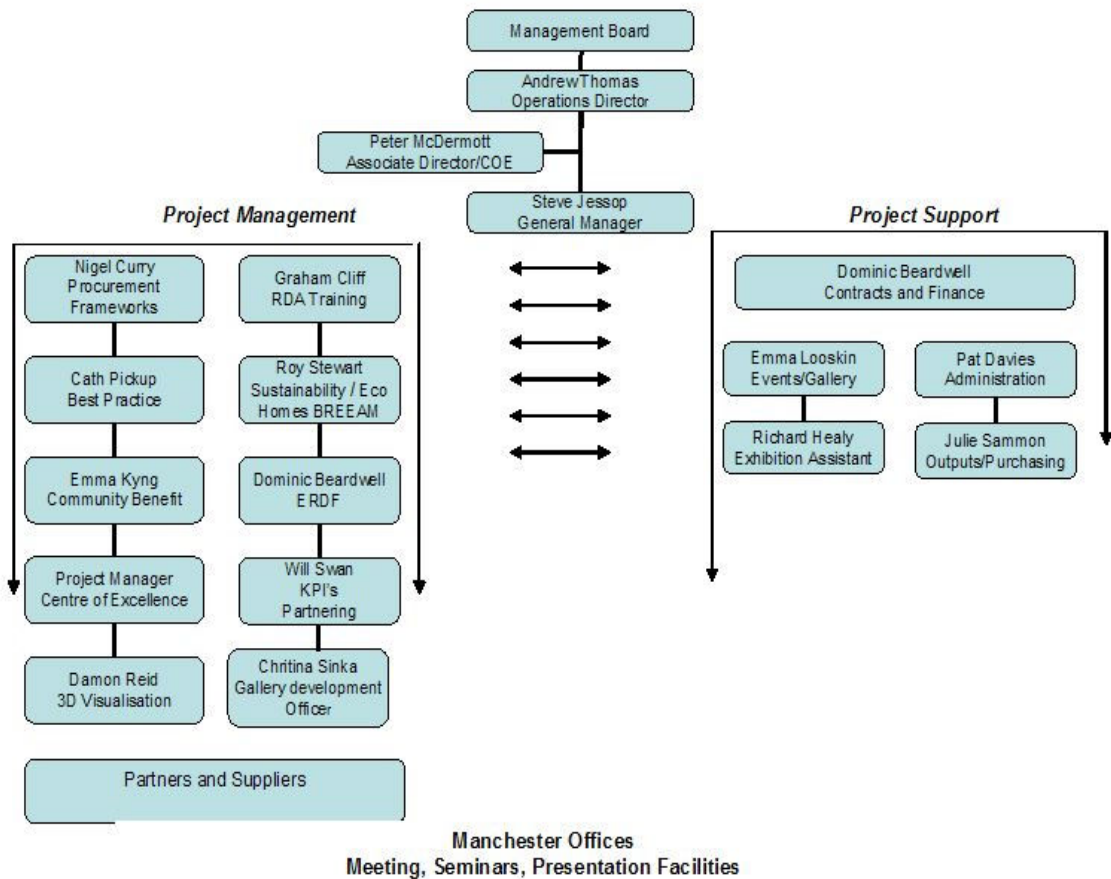 Management Board
Andrew Thomas
Operations Director
Peter McDermott
Associate Director/COE
Steve Jessop
General Manager
Project Management
Nigel Curry
Procurement
Frameworks
Cath Pickup
Best Practice
Emma Kyng
Community Benefit
Project Manager
Centre of Excellence
Damon Reid
3D Visualisation
Graham Cliff
RDA Training
Roy Stewart
Sustainability / Eco
Homes BREEAM
Dominic Beardwell
ERDF
Will Swan
KPI's
Partnering
Chritina Sinka
Gallery development
Officer
Partners and Suppliers
Project Support
Dominic Beardwell
Contracts and Finance
Emma Looskin
Events/Gallery
Richard Healy
Exhibition Assistant
Pat Davies
Administration
Julie Sammon
Outputs/Purchasing
Manchester Offices
Meeting, Seminars, Presentation Facilities